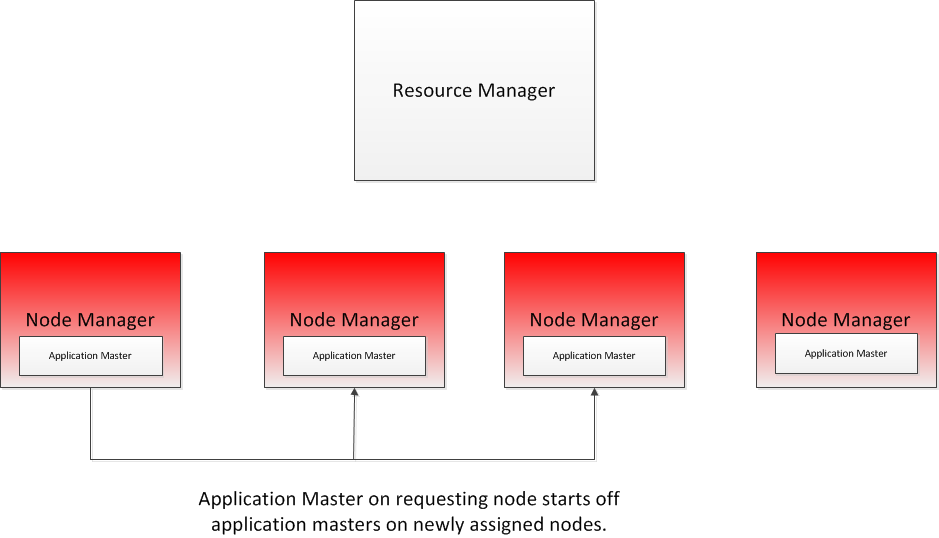 Resource Manager
Node Manager
Application Master
Node Manager
Application Master
Node Manager
Application Master
Node Manager
Application Master
Application Master on requesting node starts off
application masters on newly assigned nodes.